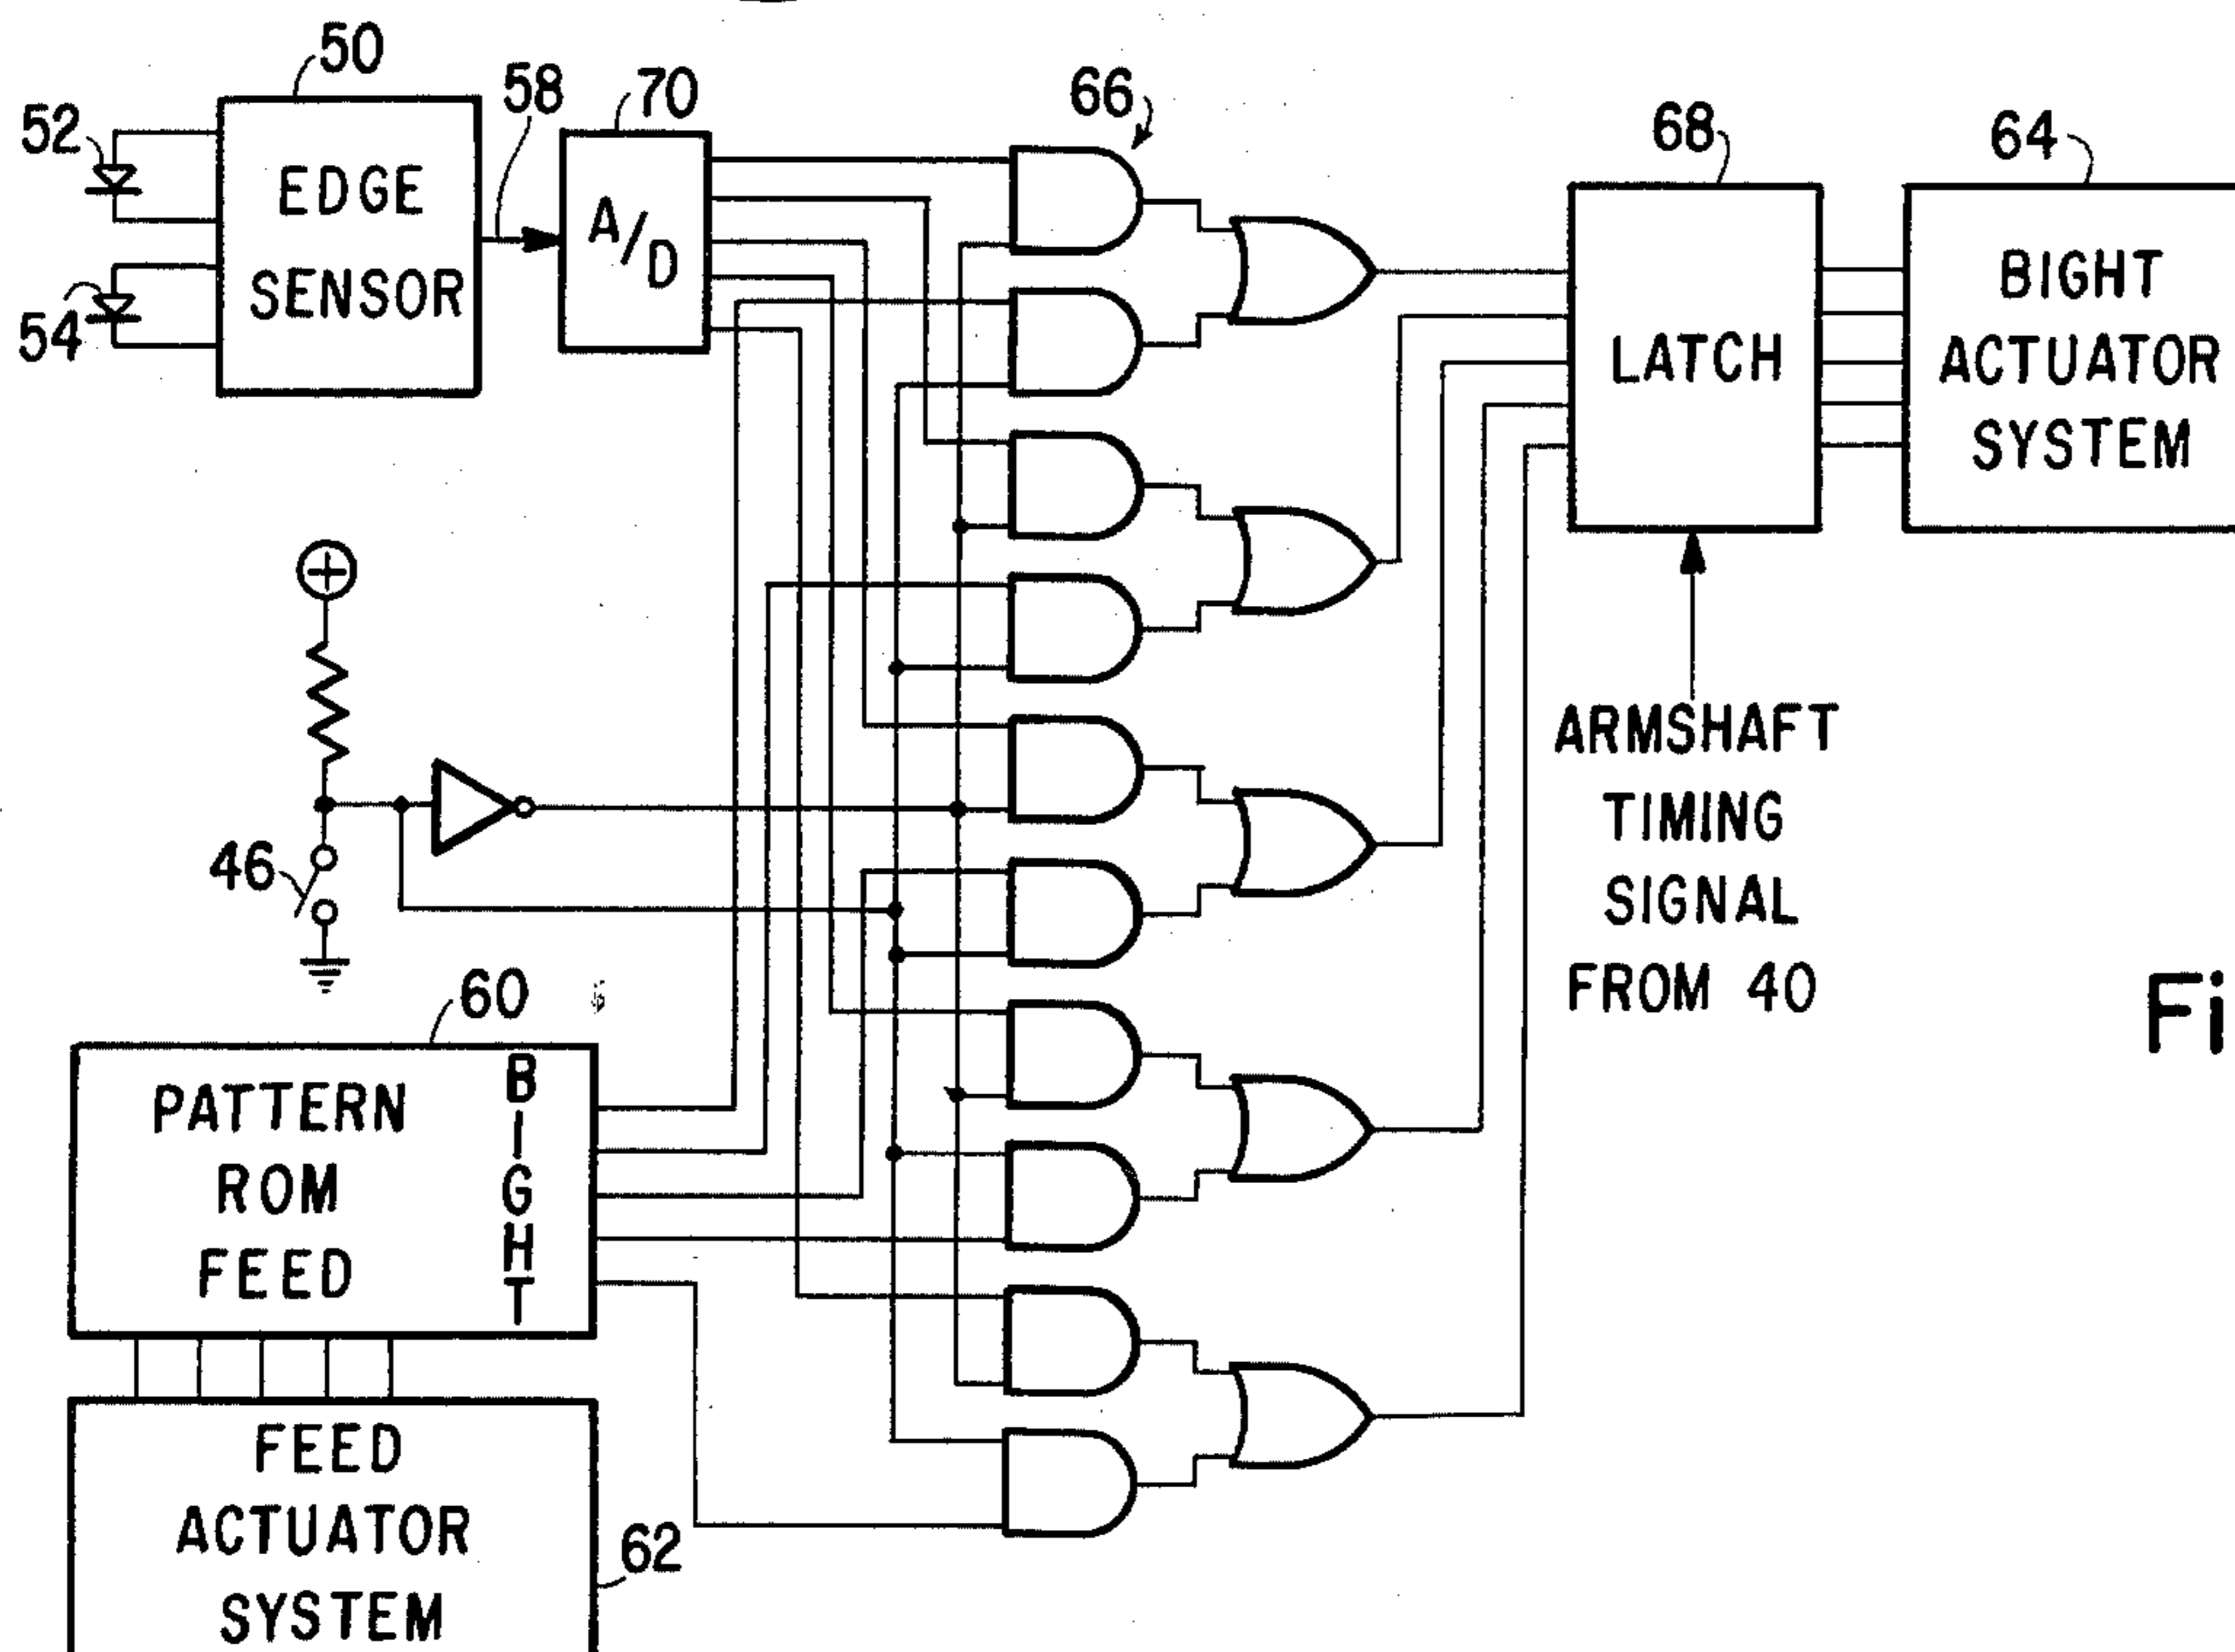 50
52
54
EDGE
SENSOR
58
70
A/D
66
68
LATCH
64
BIGHT
ACTUATOR
SYSTEM
+
46
ARMSHAFT
TIMING
SIGNAL
FROM 40
60
PATTERN
ROM
FEED
BIGHT
FEED
ACTUATOR
SYSTEM
62
Fi